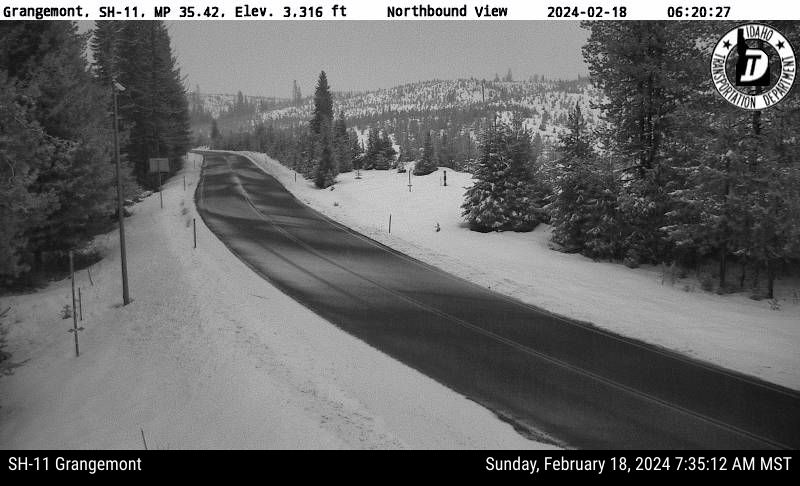 Grangemont, SH-11, MP 35.42, Elev. 3,316 ft Northbound View 2024-02-18 06:20:27
IDAHO
TRANSPORTATION DEPARTMENT
SH-11 Grangemont Sunday, February 18, 2024 7:35:12 AM MST